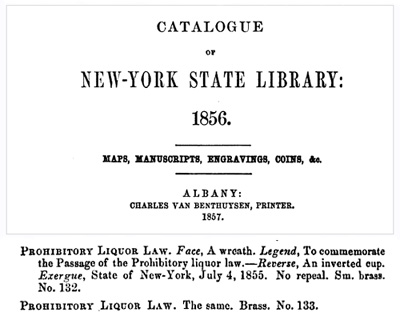 CATALOGUE
OF
NEW-YORK STATE LIBRARY:
1856.
MAPS, MANUSCRIPTS, ENGRAVINGS, COINS, &c.
ALBANY:
CHARLES VAN BENTHUYSEN, PRINTER.
1857.
PROHIBITORY LIQUOR LAW. Face, A wreath. Legend, To commemorate
the Passage of the Prohibitory liquor law.—Reverse, An inverted cup.
Exergue, State of New-York, July 4, 1855. No repeal. Sm. brass.
No. 132.
PROHIBITORY LIQUOR LAW. The same. Brass. No. 133.